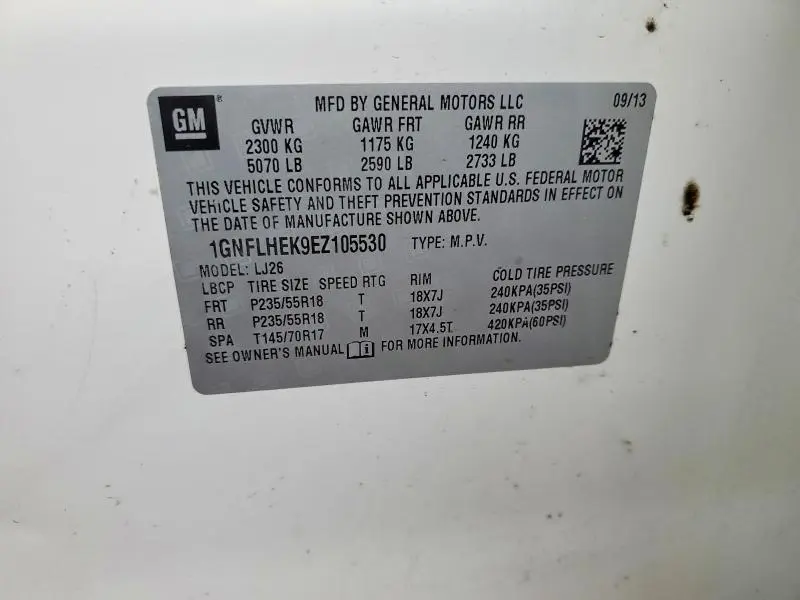 GM ® MFD BY GENERAL MOTORS LLC 09/13
GVWR GAWR FRT GAWR RR
2300 KG 1175 KG 1240 KG
5070 LB 2590 LB 2733 LB
THIS VEHICLE CONFORMS TO ALL APPLICABLE U.S. FEDERAL MOTOR
VEHICLE SAFETY AND THEFT PREVENTION STANDARDS IN EFFECT ON
THE DATE OF MANUFACTURE SHOWN ABOVE.
1GNFLHEK9EZ105530 TYPE: M.P.V.
MODEL: LJ26
LBCP TIRE SIZE SPEED RTG RIM COLD TIRE PRESSURE
FRT P235/55R18 T 18X7J 240KPA(35PSI)
RR P235/55R18 T 18X7J 240KPA(35PSI)
SPA T145/70R17 M 17X4.5T 420KPA(60PSI)
SEE OWNER'S MANUAL i FOR MORE INFORMATION.